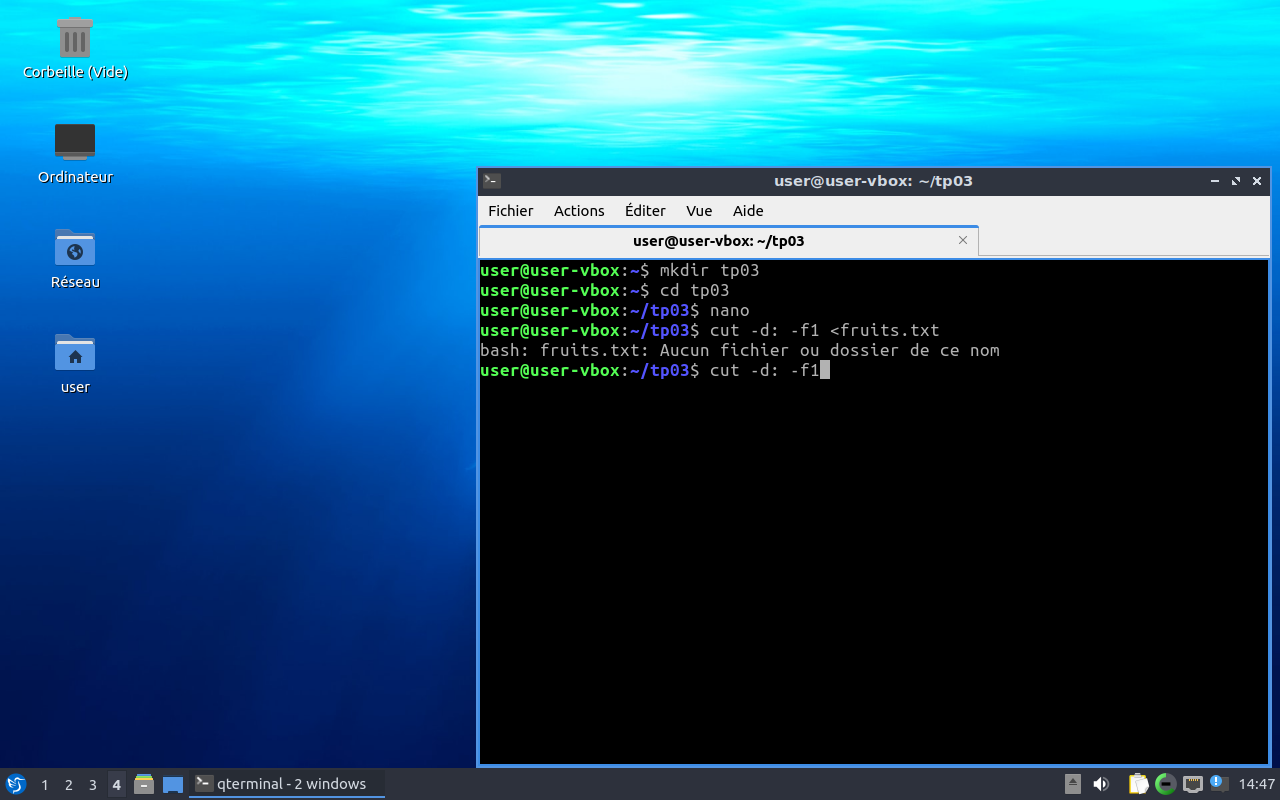 Corbeille (Vide)
Ordinateur
Réseau
user
user@user-vbox: ~/tp03
Fichier Actions Éditer Vue Aide
user@user-vbox: ~/tp03
user@user-vbox:~$ mkdir tp03
user@user-vbox:~$ cd tp03
user@user-vbox:~/tp03$ nano
user@user-vbox:~/tp03$ cut -d: -f1 <fruits.txt
bash: fruits.txt: Aucun fichier ou dossier de ce nom
user@user-vbox:~/tp03$ cut -d: -f1
1 2 3 4 qterminal - 2 windows 14:47